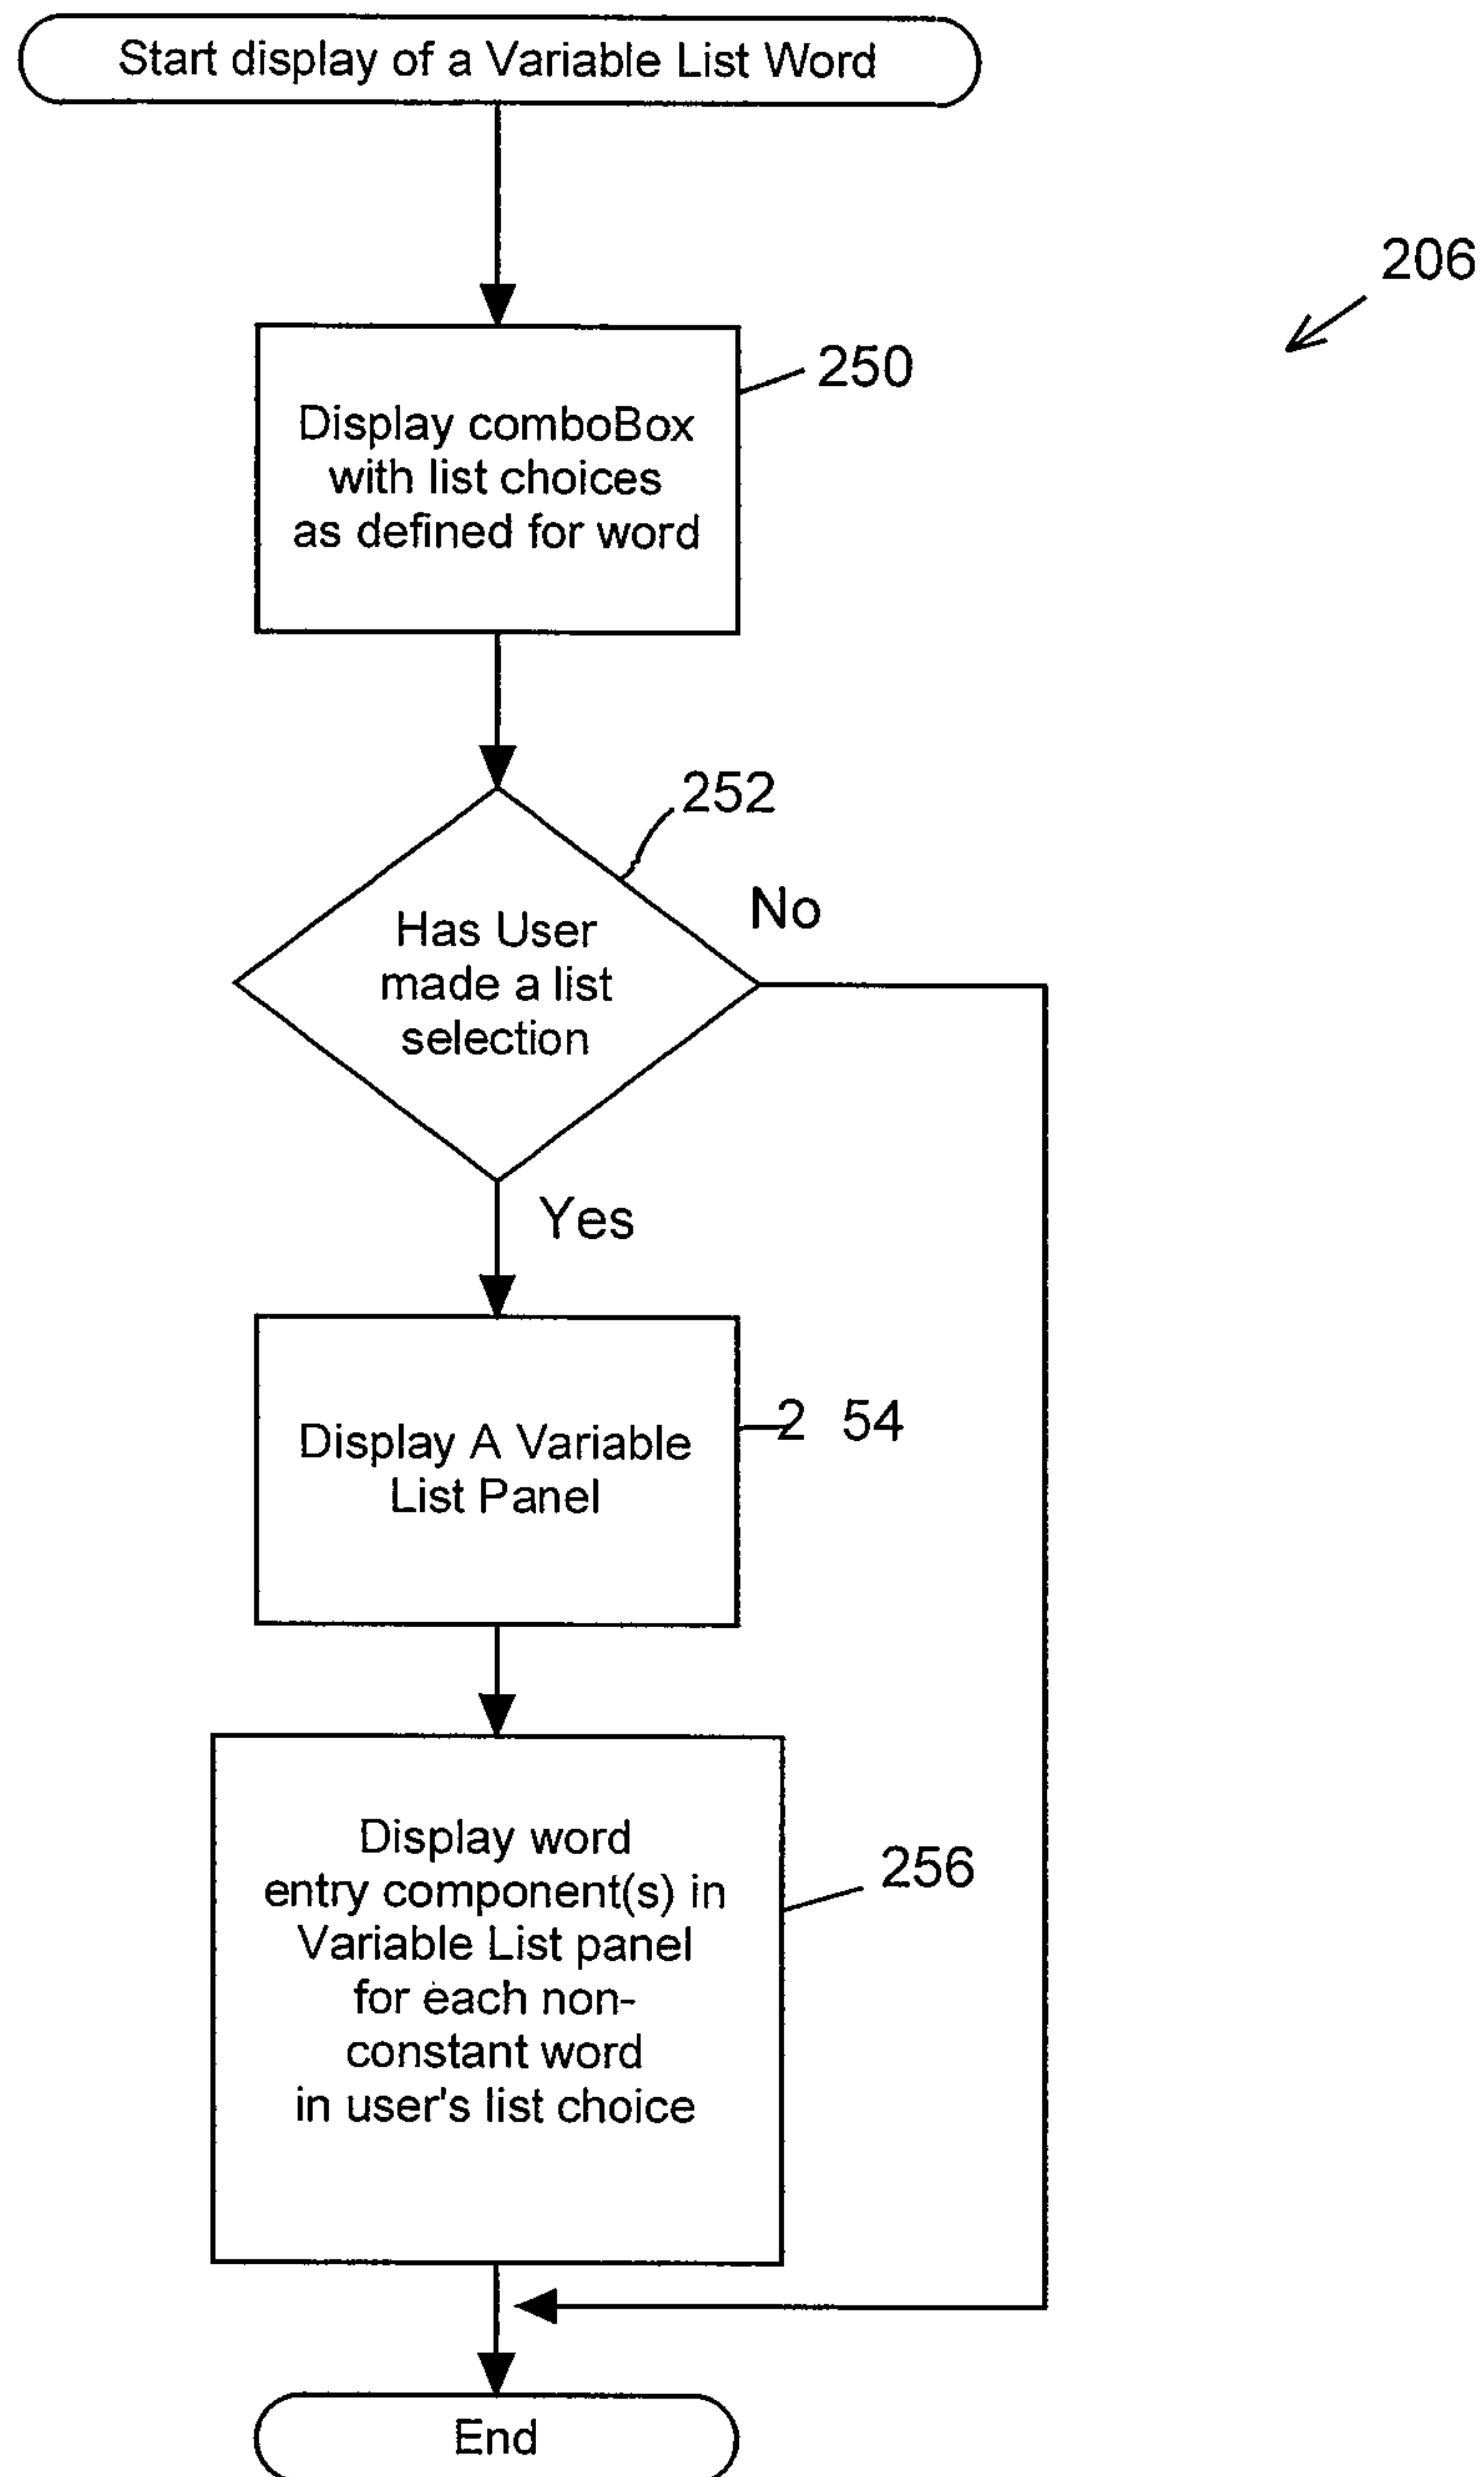 Start display of a Variable List Word
206
250
Display comboBox
with list choices
as defined for word
252
No
Has User
made a list
selection
Yes
Display A Variable
List Panel
2 54
Display word
entry component(s) in
Variable List panel
for each non-
constant word
in user's list choice
256
End